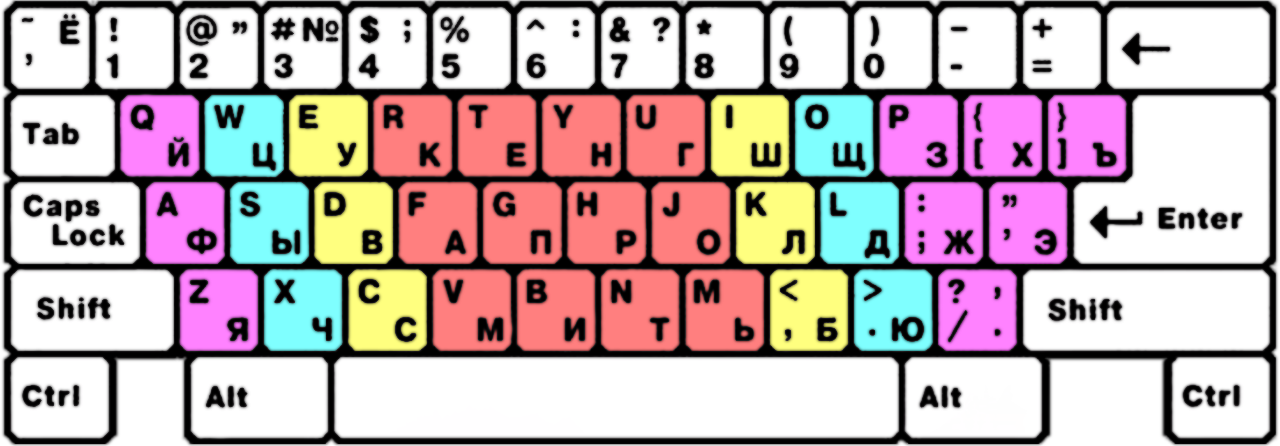 ~ Ё ! @ ” # № $ ; % ^ : & ? * ( ) – +
’ 1 2 3 4 5 6 7 8 9 0 - = ←
Tab Q W E R T Y U I O P { }
Й Ц У К Е Н Г Ш Щ З [ Х ] Ъ
Caps A S D F G H J K L : ”
Lock Ф Ы В А П Р О Л Д ; Ж ’ Э ↵ Enter
Shift Z X C V B N M < > ? ’ Shift
Я Ч С М И Т Ь , Б . Ю / .
Ctrl Alt Alt Ctrl